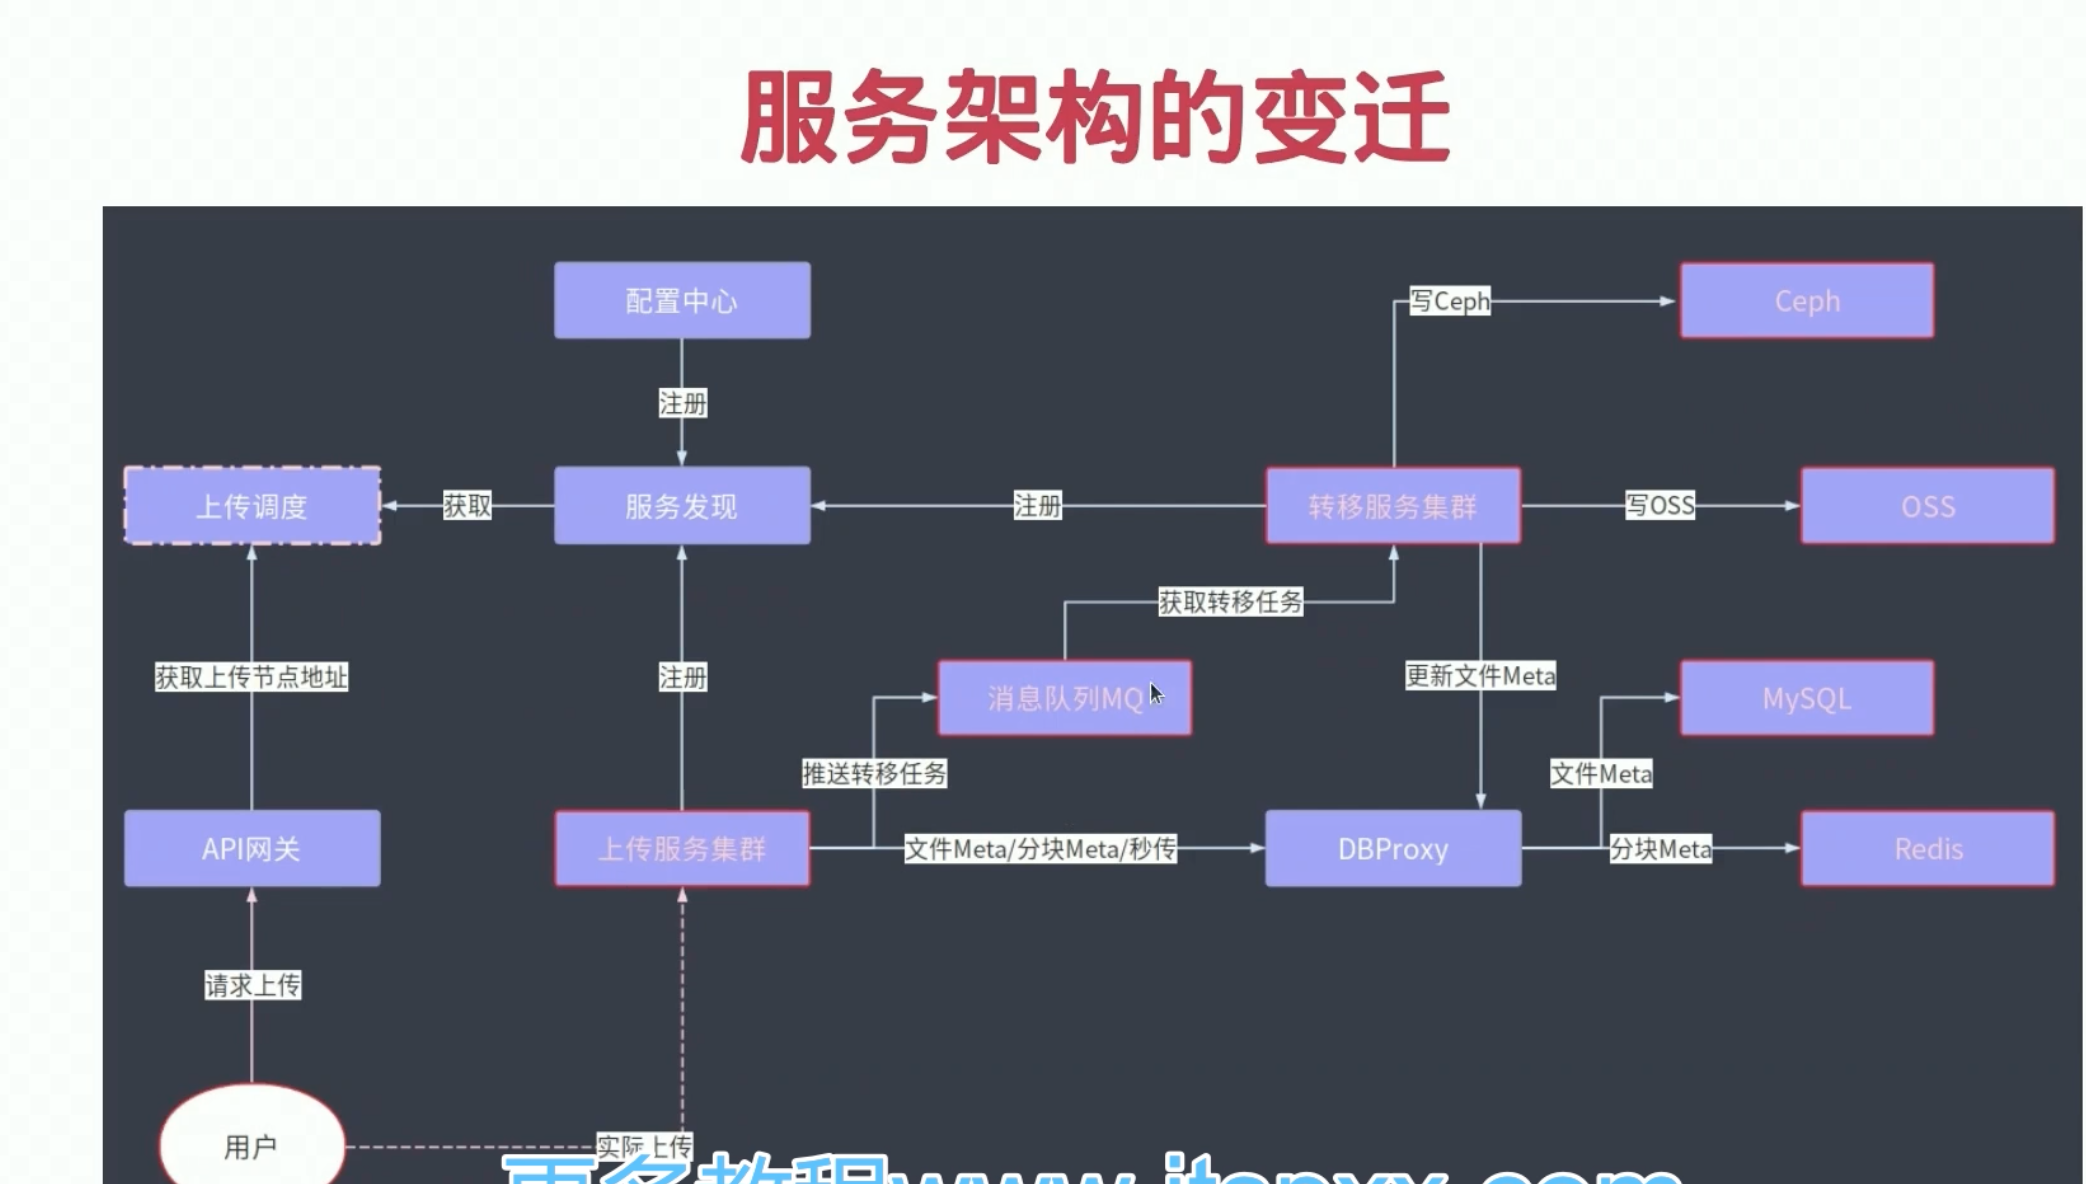 服务架构的变迁
配置中心
写Ceph
Ceph
注册
上传调度
获取
服务发现
注册
转移服务集群
写OSS
OSS
获取转移任务
获取上传节点地址
注册
消息队列MQ
更新文件Meta
MySQL
推送转移任务
文件Meta
API网关
上传服务集群
文件Meta/分块Meta/秒传
DBProxy
分块Meta
Redis
请求上传
用户
实际上传